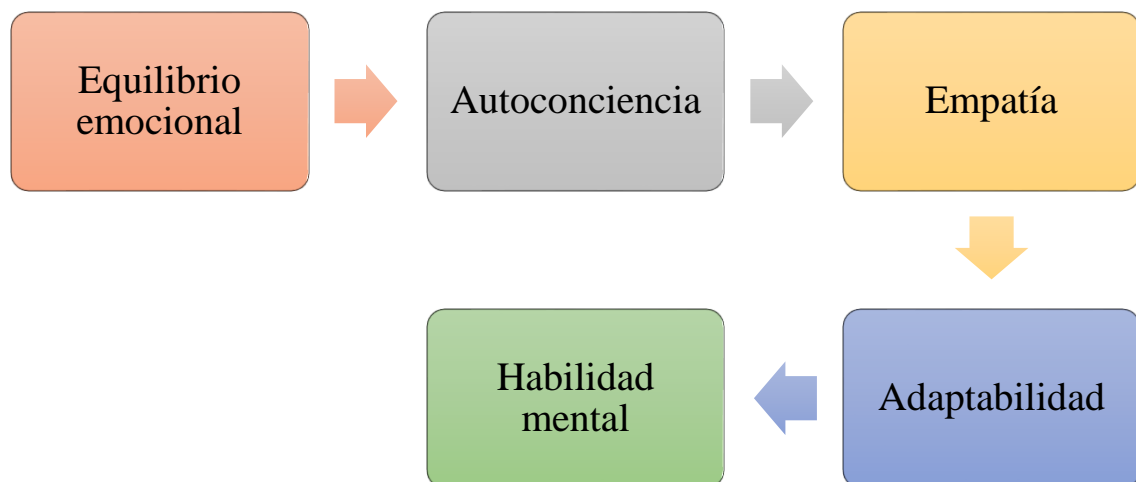 Equilibrio
emocional
Autoconciencia
Empatía
Adaptabilidad
Habilidad
mental